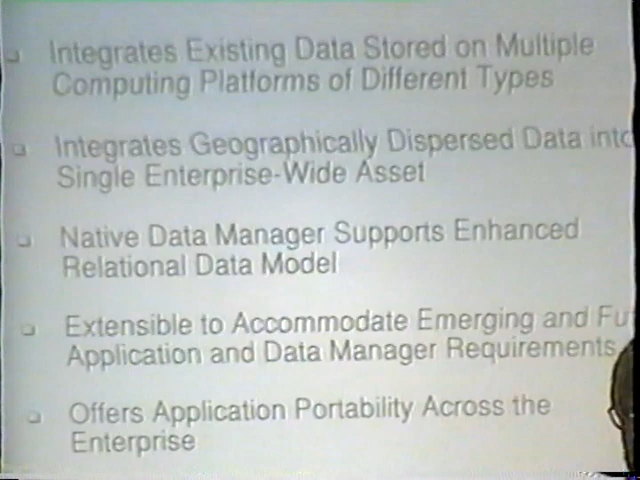 Integrates Existing Data Stored on Multiple
Computing Platforms of Different Types
Integrates Geographically Dispersed Data into
Single Enterprise-Wide Asset
Native Data Manager Supports Enhanced
Relational Data Model
Extensible to Accommodate Emerging and Fut
Application and Data Manager Requirements
Offers Application Portability Across the
Enterprise